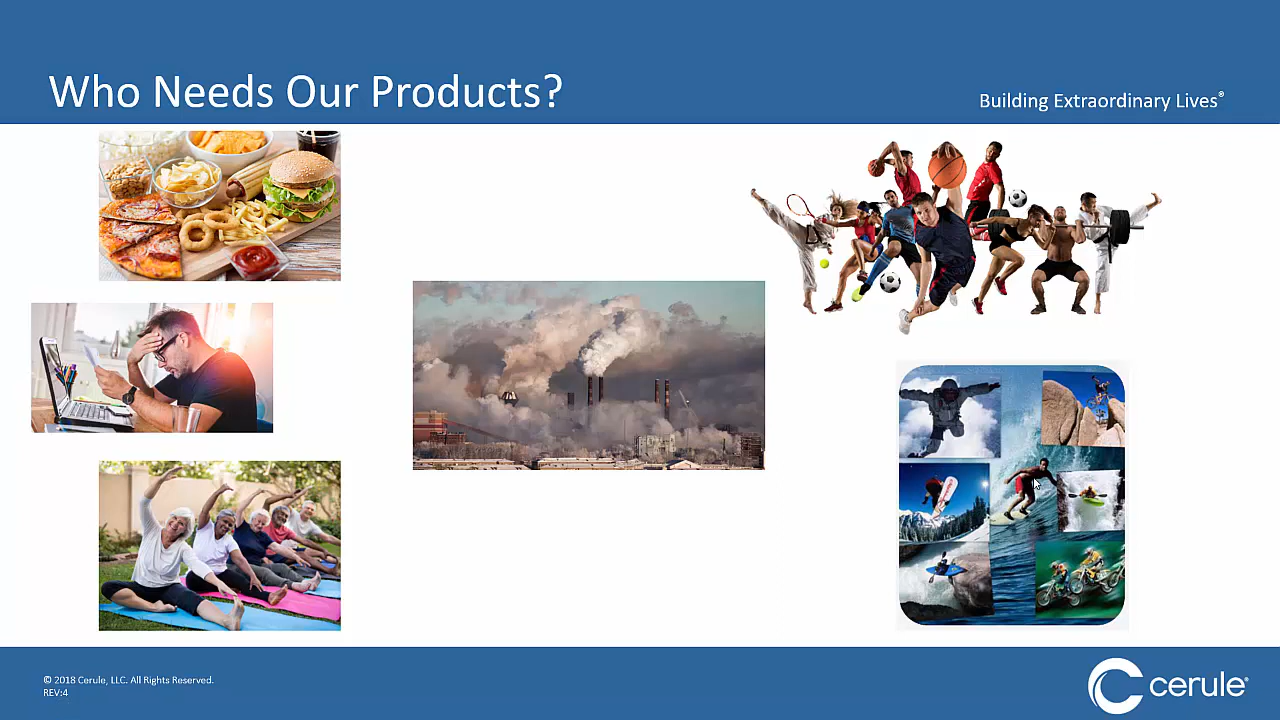 Who Needs Our Products?
Building Extraordinary Lives®
© 2018 Cerule, LLC. All Rights Reserved.
REV:4
cerule®